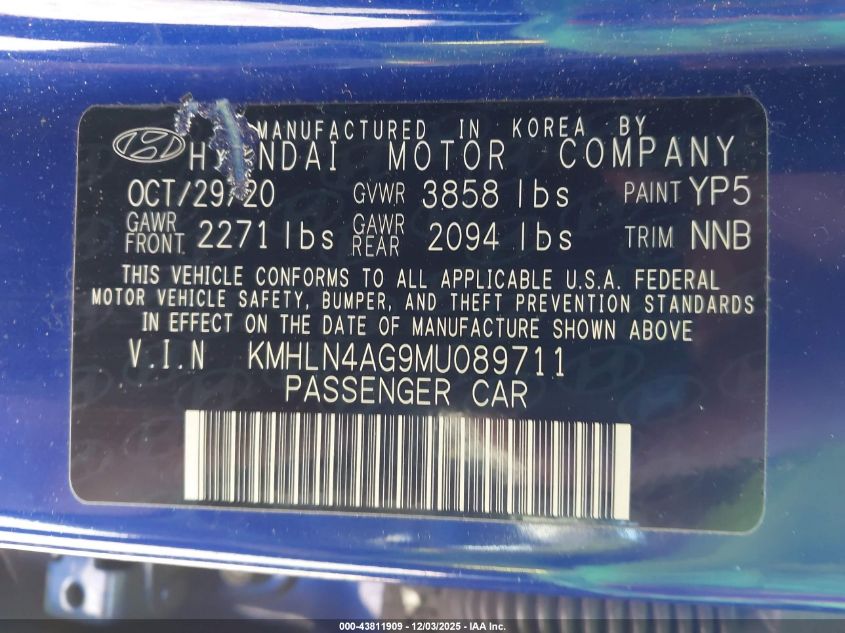 MANUFACTURED IN KOREA BY
HYUNDAI MOTOR COMPANY
OCT/29/20 GVWR 3858 lbs PAINT YP5
GAWR FRONT 2271 lbs GAWR REAR 2094 lbs TRIM NNB
THIS VEHICLE CONFORMS TO ALL APPLICABLE U.S.A. FEDERAL
MOTOR VEHICLE SAFETY, BUMPER, AND THEFT PREVENTION STANDARDS
IN EFFECT ON THE DATE OF MANUFACTURE SHOWN ABOVE
V.I.N KMHLN4AG9MU089711
PASSENGER CAR
000-43811909 - 12/03/2025 - IAA Inc.